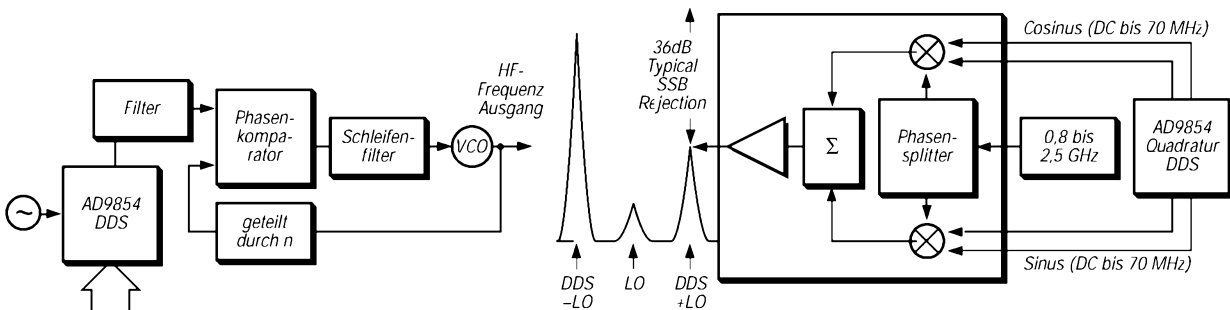 Filter
Phasen-
kompa-
rator
Schleifen-
filter
VCO
HF-
Frequenz
Ausgang
~
AD9854
DDS
geteilt
durch n
36dB
Typical
SSB
Rejection
DDS
–LO
LO
DDS
+LO
Σ
Phasen-
splitter
0,8 bis
2,5 GHz
AD9854
Quadratur
DDS
Cosinus (DC bis 70 MHz)
Sinus (DC bis 70 MHz)